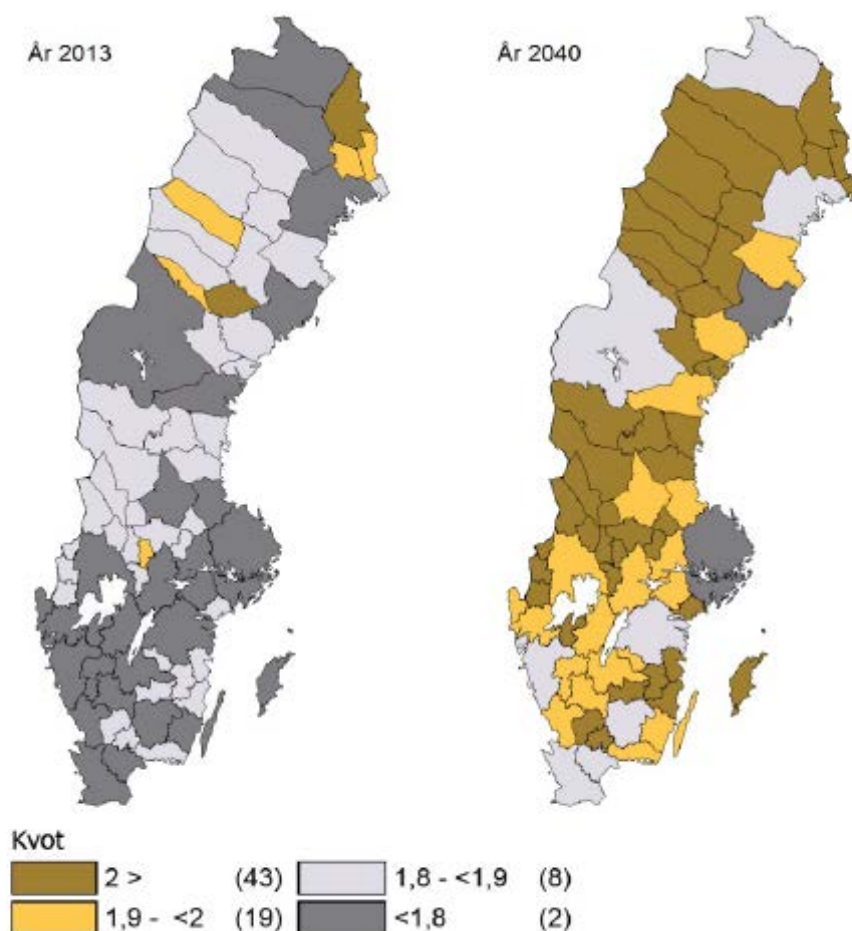 År 2013
År 2040
Kvot
2 > (43) 1,8 - <1,9 (8)
1,9 - <2 (19) <1,8 (2)